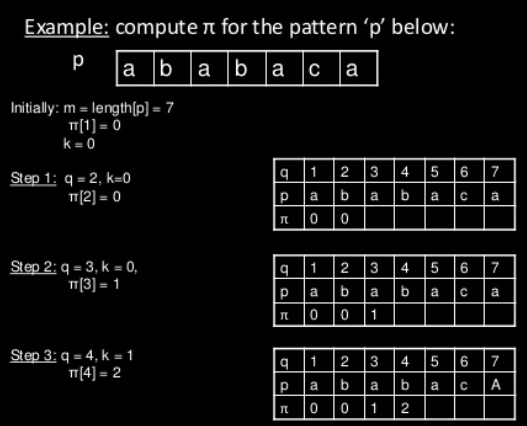 Example: compute π for the pattern ‘p’ below:
p a b a b a c a
Initially: m = length[p] = 7
π[1] = 0
k = 0
Step 1: q = 2, k=0
π[2] = 0
q 1 2 3 4 5 6 7
p a b a b a c a
π 0 0
Step 2: q = 3, k = 0,
π[3] = 1
q 1 2 3 4 5 6 7
p a b a b a c a
π 0 0 1
Step 3: q = 4, k = 1
π[4] = 2
q 1 2 3 4 5 6 7
p a b a b a c A
π 0 0 1 2